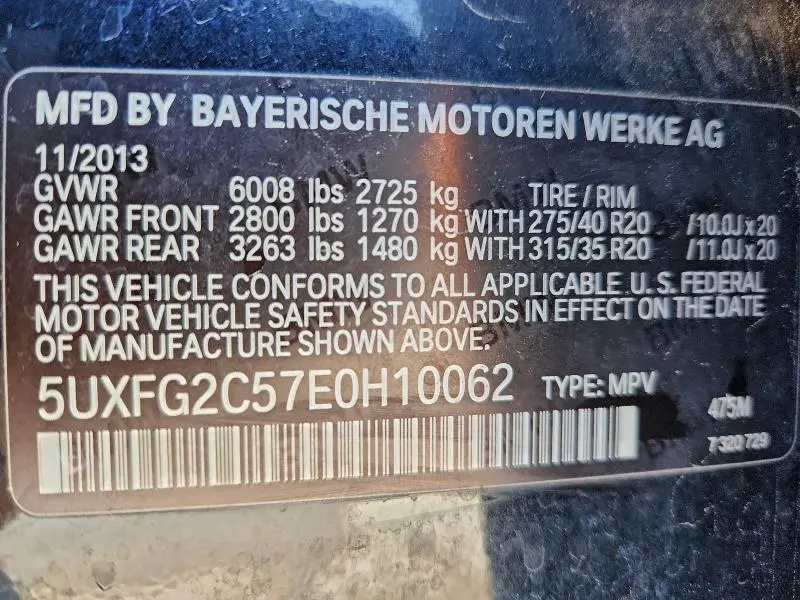 MFD BY BAYERISCHE MOTOREN WERKE AG
11/2013
GVWR 6008 lbs 2725 kg TIRE / RIM
GAWR FRONT 2800 lbs 1270 kg WITH 275/40 R20 /10.0J x 20
GAWR REAR 3263 lbs 1480 kg WITH 315/35 R20 /11.0J x 20
THIS VEHICLE CONFORMS TO ALL APPLICABLE U.S. FEDERAL
MOTOR VEHICLE SAFETY STANDARDS IN EFFECT ON THE DATE
OF MANUFACTURE SHOWN ABOVE.
5UXFG2C57E0H10062 TYPE: MPV
475M
7 320 729